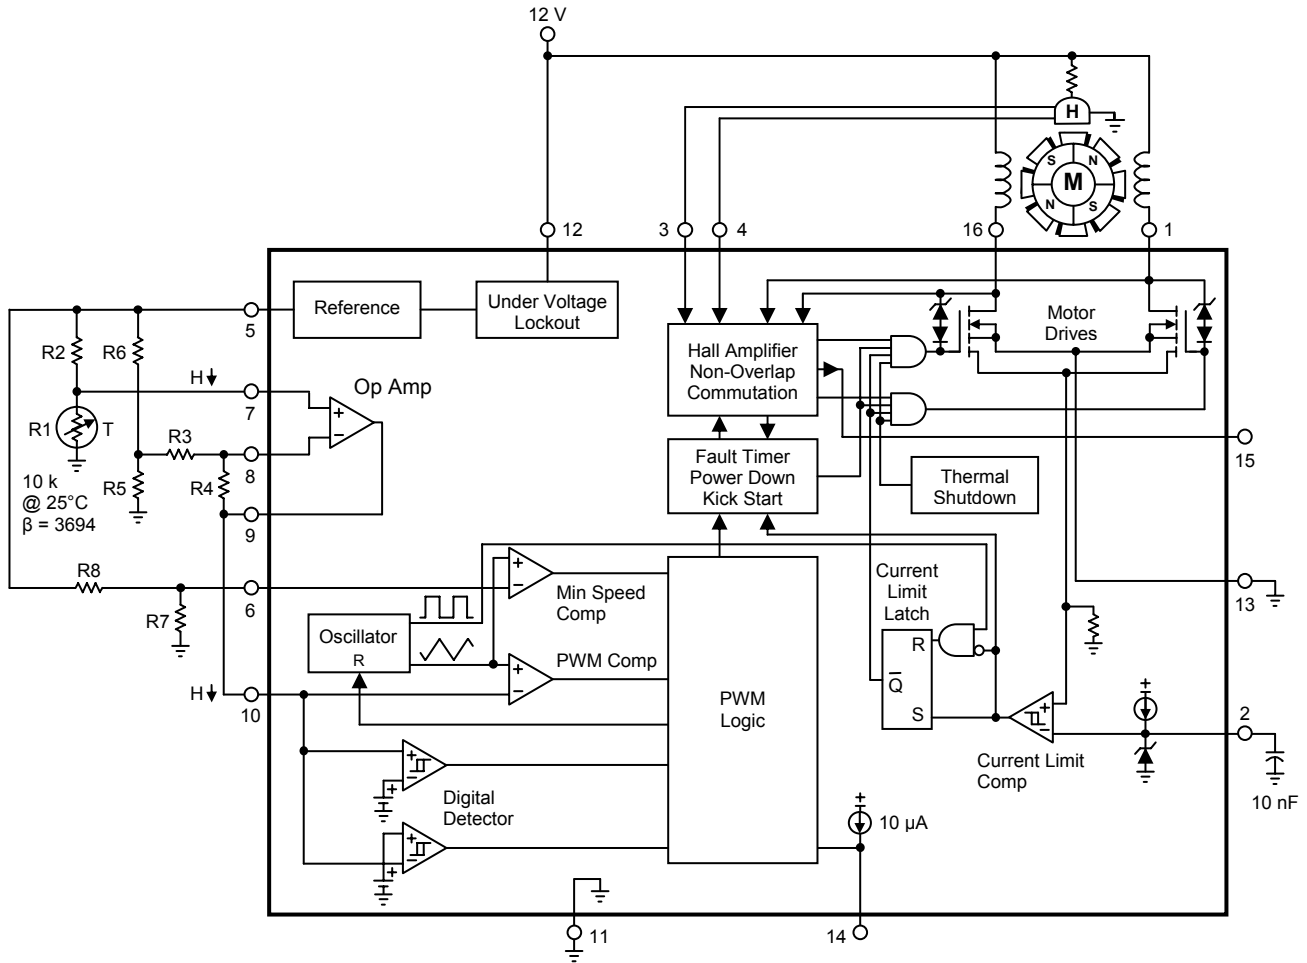 12 V
H
S
N
M
N
S
12
3
4
16
1
Reference
Under Voltage
Lockout
5
R2
R6
H
Op Amp
7
+
−
R1
T
R3
8
10 k
@ 25°C
β = 3694
R5
R4
9
Hall Amplifier
Non-Overlap
Commutation
Motor
Drives
15
Fault Timer
Power Down
Kick Start
Thermal
Shutdown
R8
6
R7
+
−
Min Speed
Comp
Oscillator
R
+
−
PWM Comp
H
10
PWM
Logic
Current
Limit
Latch
R
Q̅
S
13
+
−
Current Limit
Comp
+
2
10 nF
+
−
+
Digital
Detector
+
−
+
+
10 µA
11
14